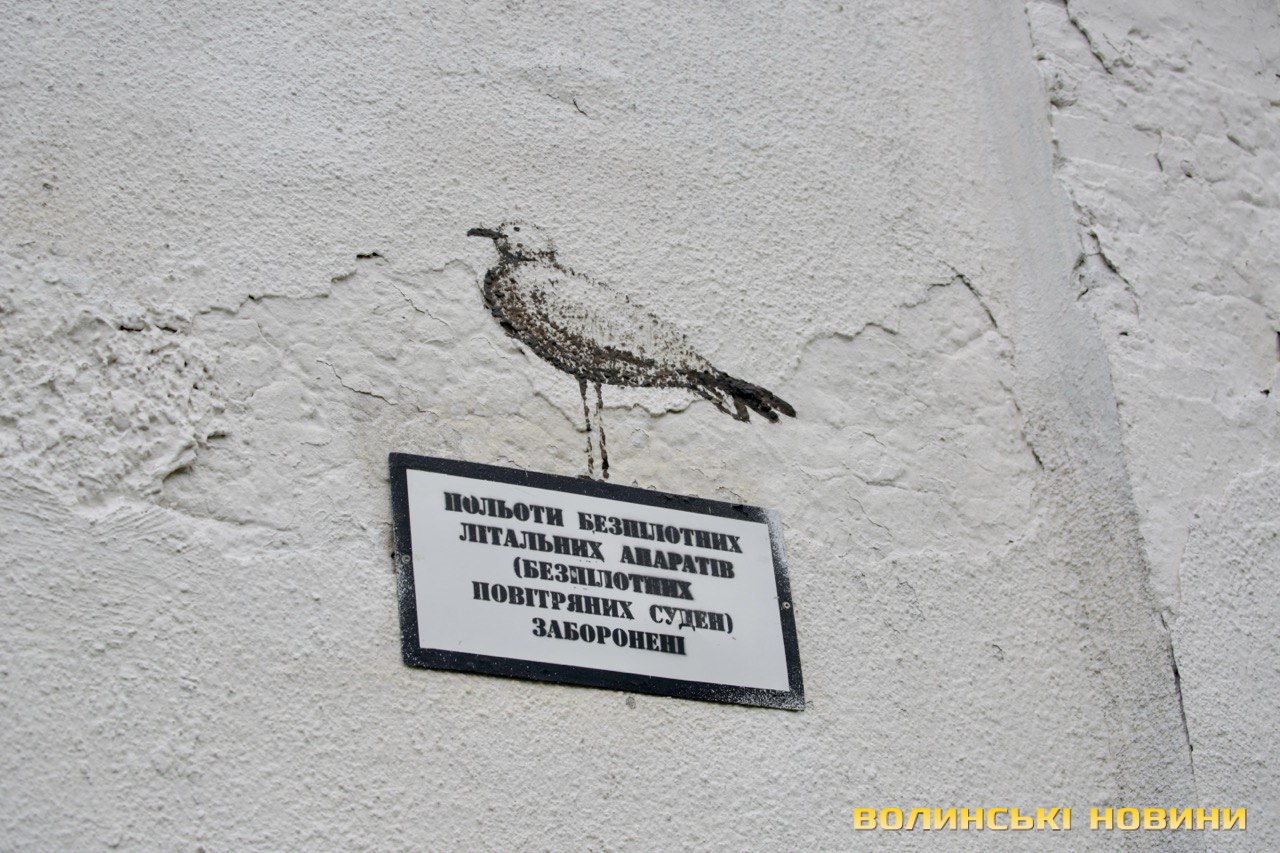 ПОЛЬОТИ БЕЗПІЛОТНИХ
ЛІТАЛЬНИХ АПАРАТІВ
(БЕЗПІЛОТНИХ
ПОВІТРЯНИХ СУДЕН)
ЗАБОРОНЕНІ
ВОЛИНСЬКІ НОВИНИ